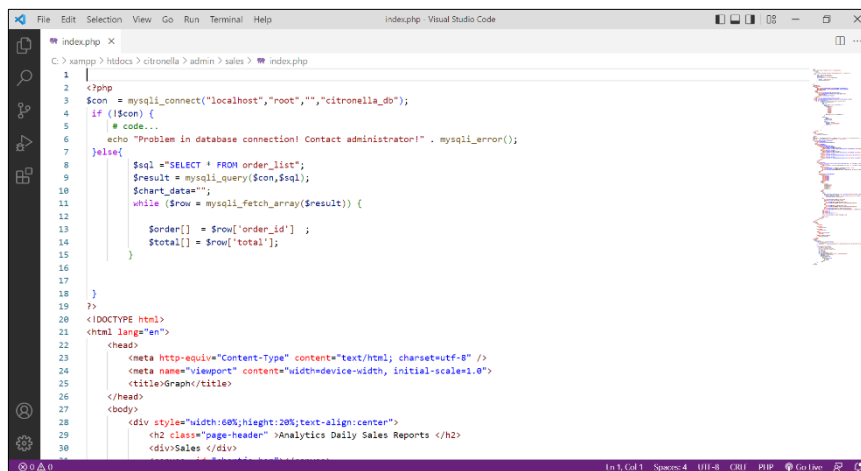 File Edit Selection View Go Run Terminal Help index.php - Visual Studio Code
index.php
C: > xampp > htdocs > citronella > admin > sales > index.php
1
2 <?php
3 $con = mysqli_connect("localhost","root","","citronella_db");
4 if (!$con) {
5 # code...
6 echo "Problem in database connection! Contact administrator!" . mysqli_error();
7 }else{
8 $sql ="SELECT * FROM order_list";
9 $result = mysqli_query($con,$sql);
10 $chart_data="";
11 while ($row = mysqli_fetch_array($result)) {
12
13 $order[] = $row['order_id'] ;
14 $total[] = $row['total'];
15 }
16
17
18 }
19 ?>
20 <!DOCTYPE html>
21 <html lang="en">
22 <head>
23 <meta http-equiv="Content-Type" content="text/html; charset=utf-8" />
24 <meta name="viewport" content="width=device-width, initial-scale=1.0">
25 <title>Graph</title>
26 </head>
27 <body>
28 <div style="width:60%;hieght:20%;text-align:center">
29 <h2 class="page-header" >Analytics Daily Sales Reports </h2>
30 <div>Sales </div>
0 0 Ln 1, Col 1 Spaces: 4 UTF-8 CRLF PHP Go Live